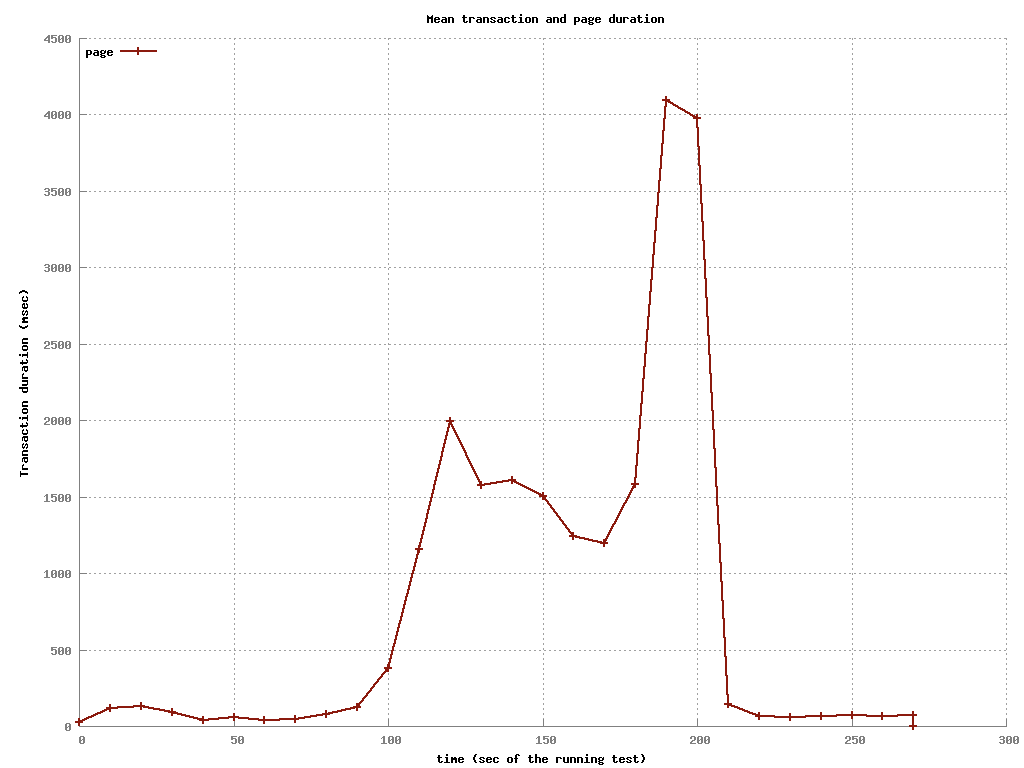 Mean transaction and page duration
page
4500
4000
3500
3000
2500
2000
1500
1000
500
0
Transaction duration (msec)
0 50 100 150 200 250 300
time (sec of the running test)